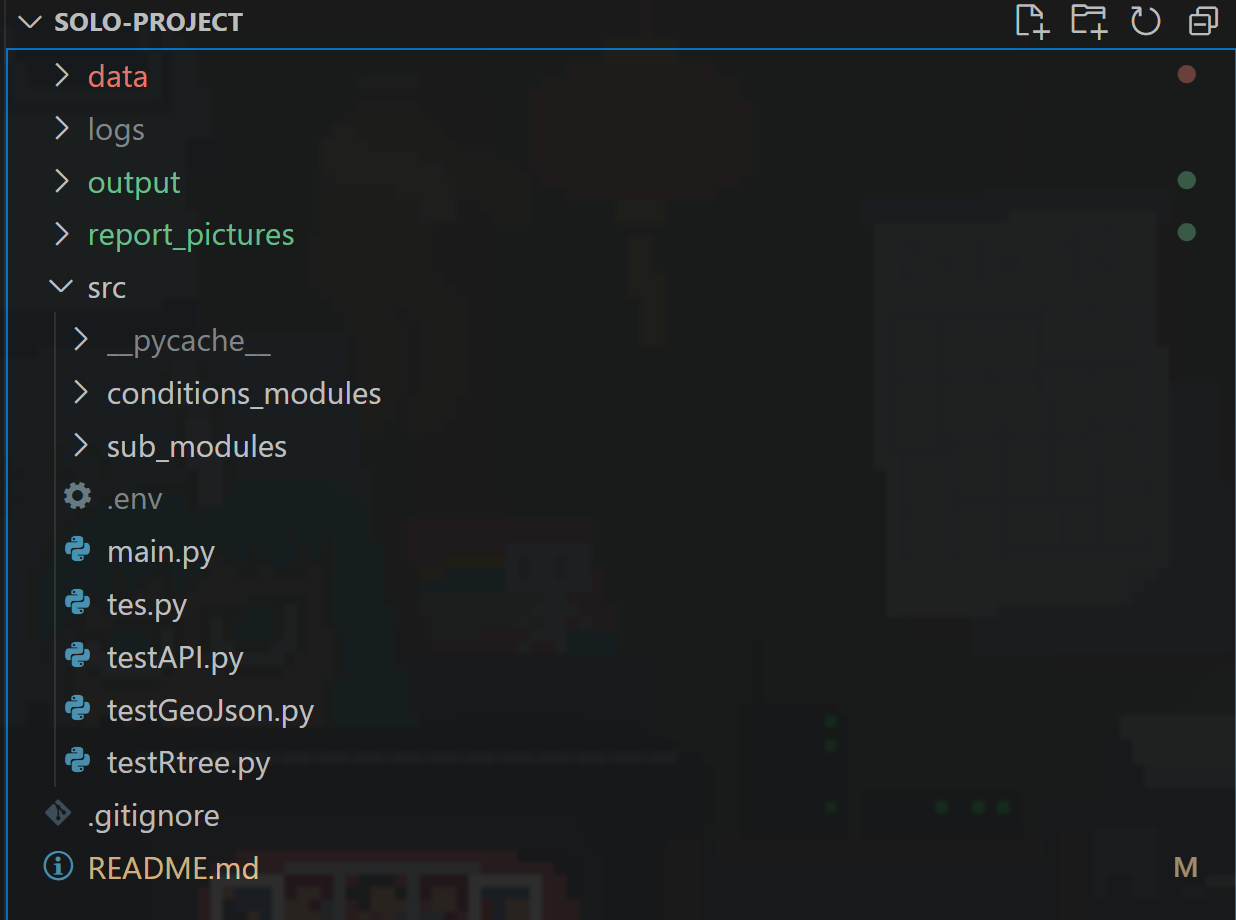 SOLO-PROJECT
data
logs
output
report_pictures
src
__pycache__
conditions_modules
sub_modules
.env
main.py
tes.py
testAPI.py
testGeoJson.py
testRtree.py
.gitignore
README.md M